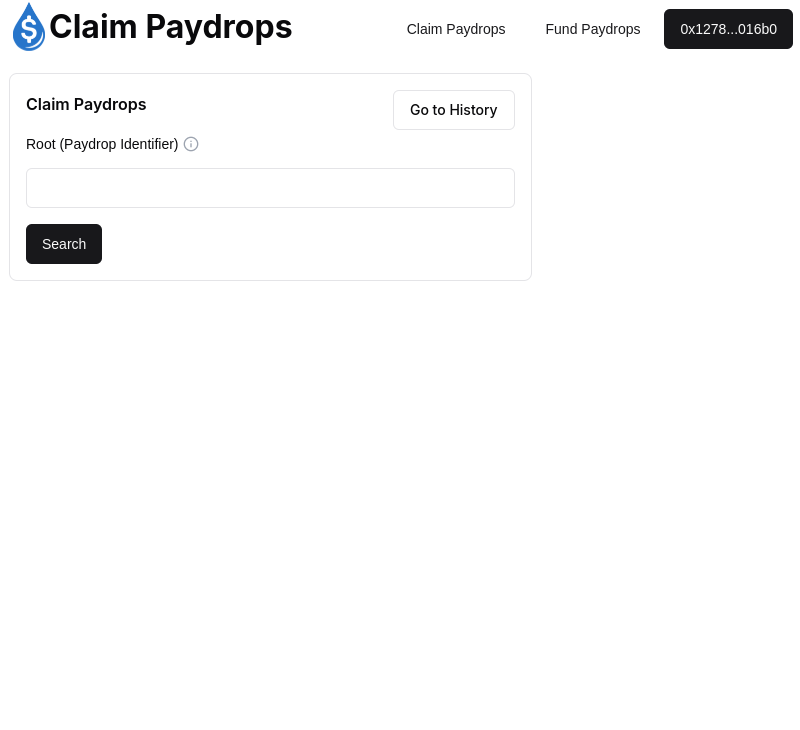 Claim Paydrops
Claim Paydrops
Fund Paydrops
0x1278...016b0
Claim Paydrops
Go to History
Root (Paydrop Identifier)
Search